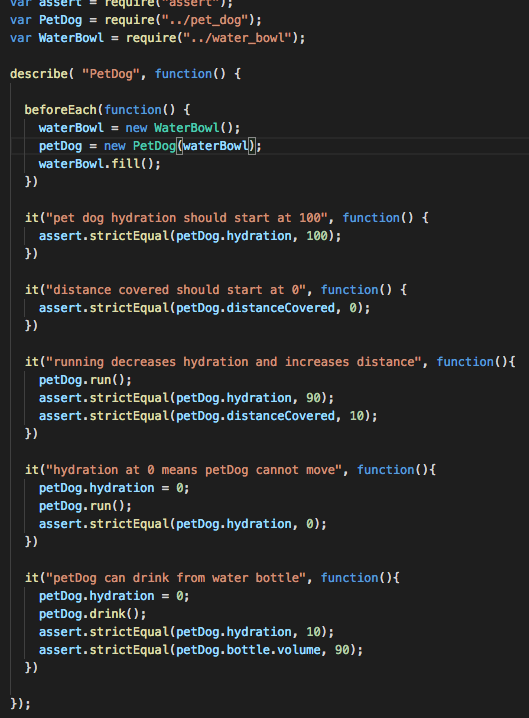 var assert = require("assert");
var PetDog = require("../pet_dog");
var WaterBowl = require("../water_bowl");
describe( "PetDog", function() {
beforeEach(function() {
waterBowl = new WaterBowl();
petDog = new PetDog(waterBowl);
waterBowl.fill();
})
it("pet dog hydration should start at 100", function() {
assert.strictEqual(petDog.hydration, 100);
})
it("distance covered should start at 0", function() {
assert.strictEqual(petDog.distanceCovered, 0);
})
it("running decreases hydration and increases distance", function(){
petDog.run();
assert.strictEqual(petDog.hydration, 90);
assert.strictEqual(petDog.distanceCovered, 10);
})
it("hydration at 0 means petDog cannot move", function(){
petDog.hydration = 0;
petDog.run();
assert.strictEqual(petDog.hydration, 0);
})
it("petDog can drink from water bottle", function(){
petDog.hydration = 0;
petDog.drink();
assert.strictEqual(petDog.hydration, 10);
assert.strictEqual(petDog.bottle.volume, 90);
})
});